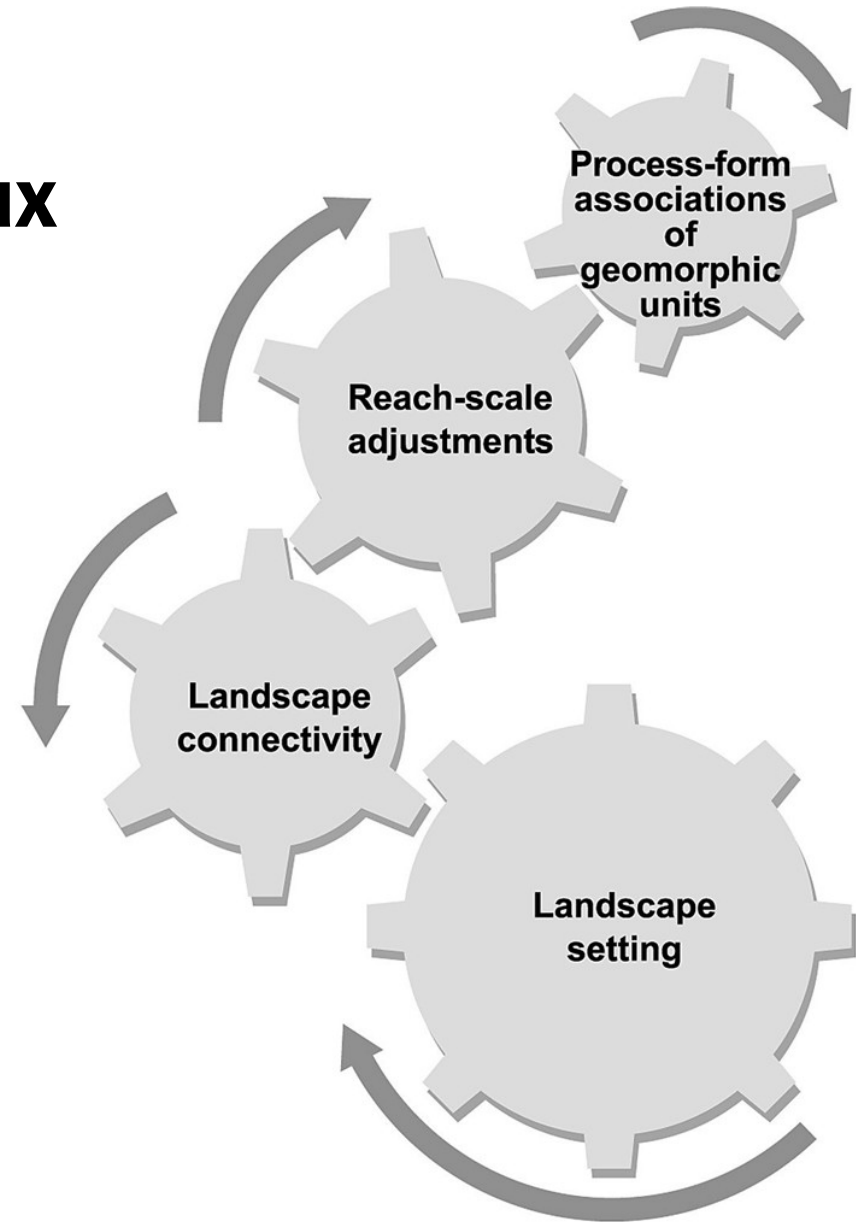 Process-form
associations
of
geomorphic
units
Reach-scale
adjustments
Landscape
connectivity
Landscape
setting